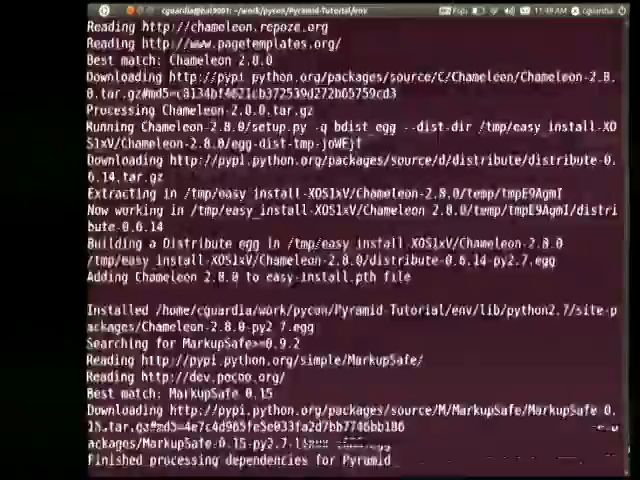 cguardia@hal9001: ~/work/pycon/Pyramid-Tutorial/env 11:49 AM cguardia
Reading http://chameleon.repoze.org
Reading http://www.pagetemplates.org/
Best match: Chameleon 2.8.0
Downloading http://pypi.python.org/packages/source/C/Chameleon/Chameleon-2.8.
0.tar.gz#md5=
Processing Chameleon-2.8.0.tar.gz
Running Chameleon-2.8.0/setup.py -q bdist_egg --dist-dir /tmp/easy_install-XO
S1xV/Chameleon-2.8.0/egg-dist-tmp-joWEjf
Downloading http://pypi.python.org/packages/source/d/distribute/distribute-0.
6.14.tar.gz
Extracting in /tmp/easy_install-XOS1xV/Chameleon-2.8.0/temp/tmpE9AgmI
Now working in /tmp/easy_install-XOS1xV/Chameleon-2.8.0/temp/tmpE9AgmI/distri
bute-0.6.14
Building a Distribute egg in /tmp/easy_install-XOS1xV/Chameleon-2.8.0
/tmp/easy_install-XOS1xV/Chameleon-2.8.0/distribute-0.6.14-py2.7.egg
Adding Chameleon 2.8.0 to easy-install.pth file
Installed /home/cguardia/work/pycon/Pyramid-Tutorial/env/lib/python2.7/site-p
ackages/Chameleon-2.8.0-py2.7.egg
Searching for MarkupSafe>=0.9.2
Reading http://pypi.python.org/simple/MarkupSafe/
Reading http://dev.pocoo.org/
Best match: MarkupSafe 0.15
Downloading http://pypi.python.org/packages/source/M/MarkupSafe/MarkupSafe-0.
15.tar.gz#md5=4e7c4d965fe5e033fa2d7bb7746bb186
ackages/MarkupSafe-0.15-py2.7-linux
Finished processing dependencies for Pyramid